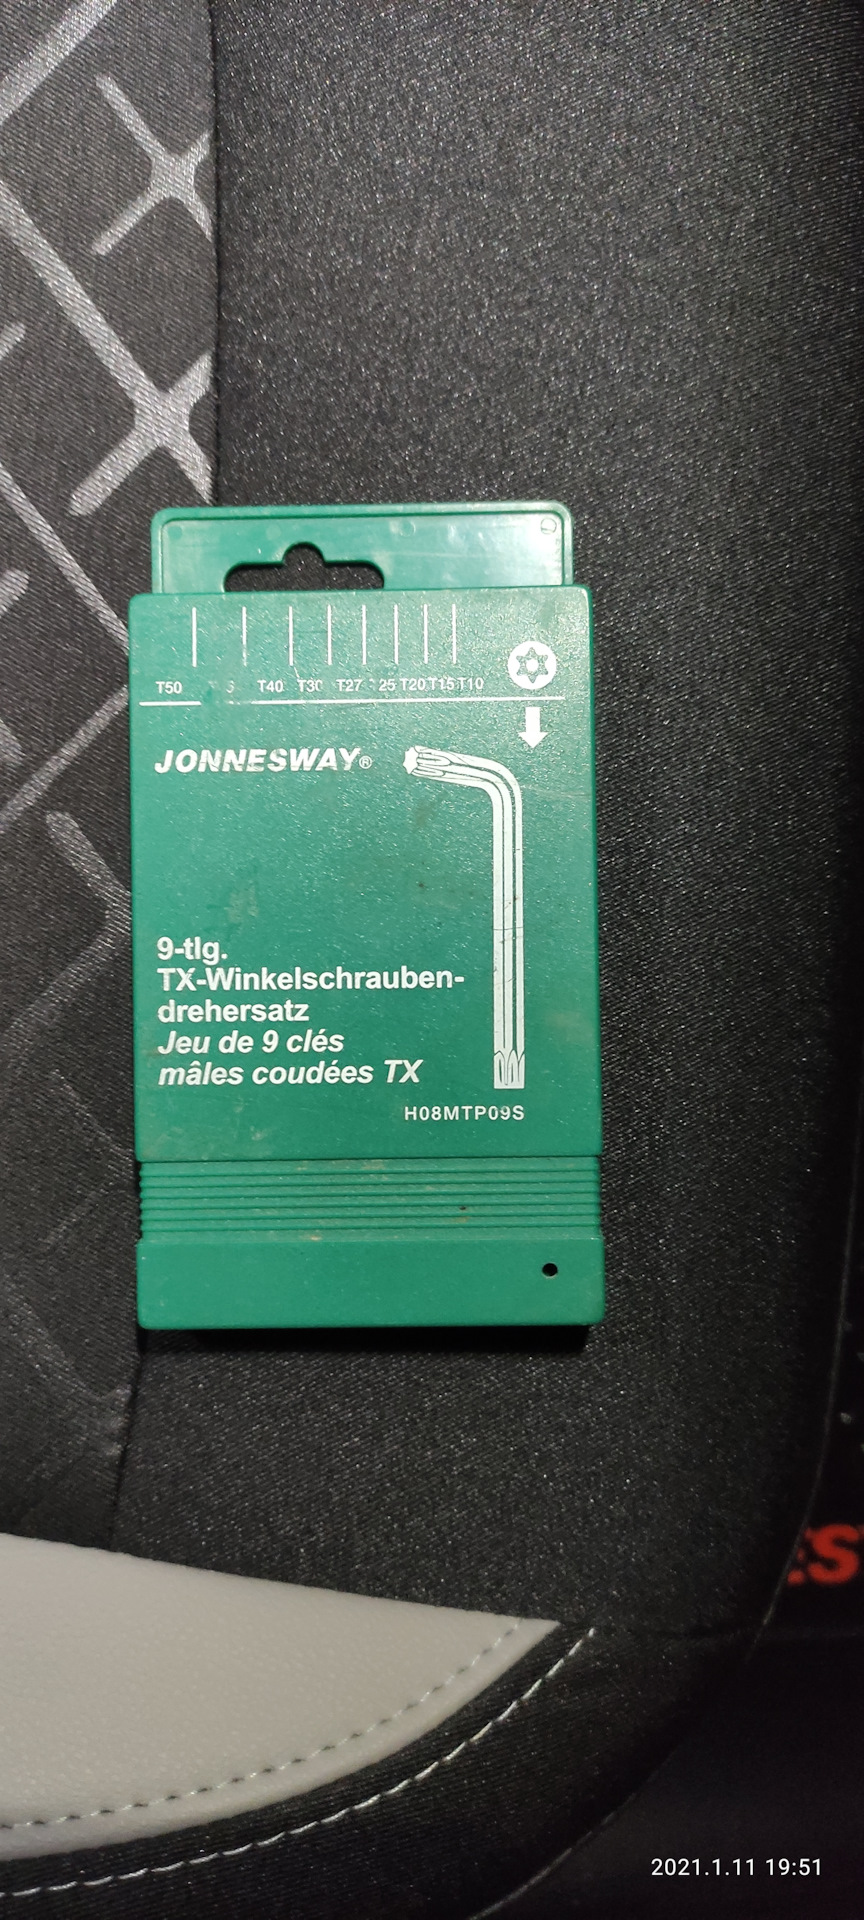 T50 T40 T30 T27 25 T20 T15 T10
JONNESWAY®
9-tlg.
TX-Winkelschrauben-
drehersatz
Jeu de 9 clés
mâles coudées TX
H08MTP09S
2021.1.11 19:51